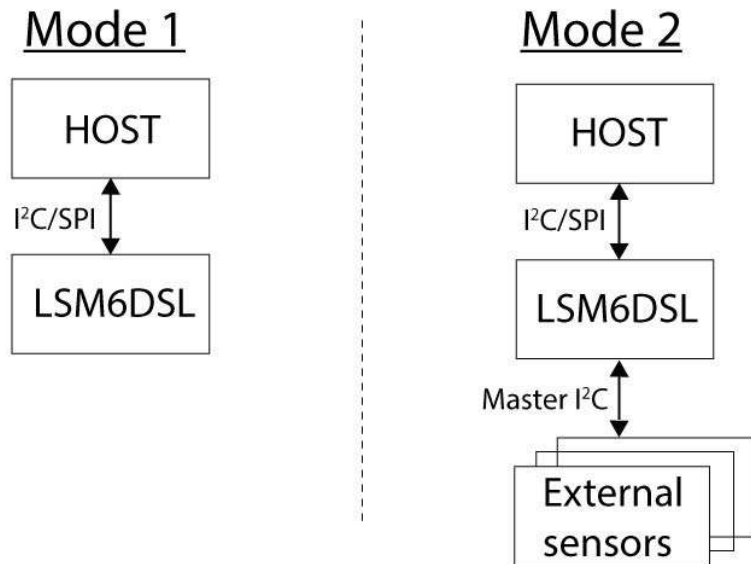 Mode 1
HOST
I²C/SPI
LSM6DSL
Mode 2
HOST
I²C/SPI
LSM6DSL
Master I²C
External
sensors